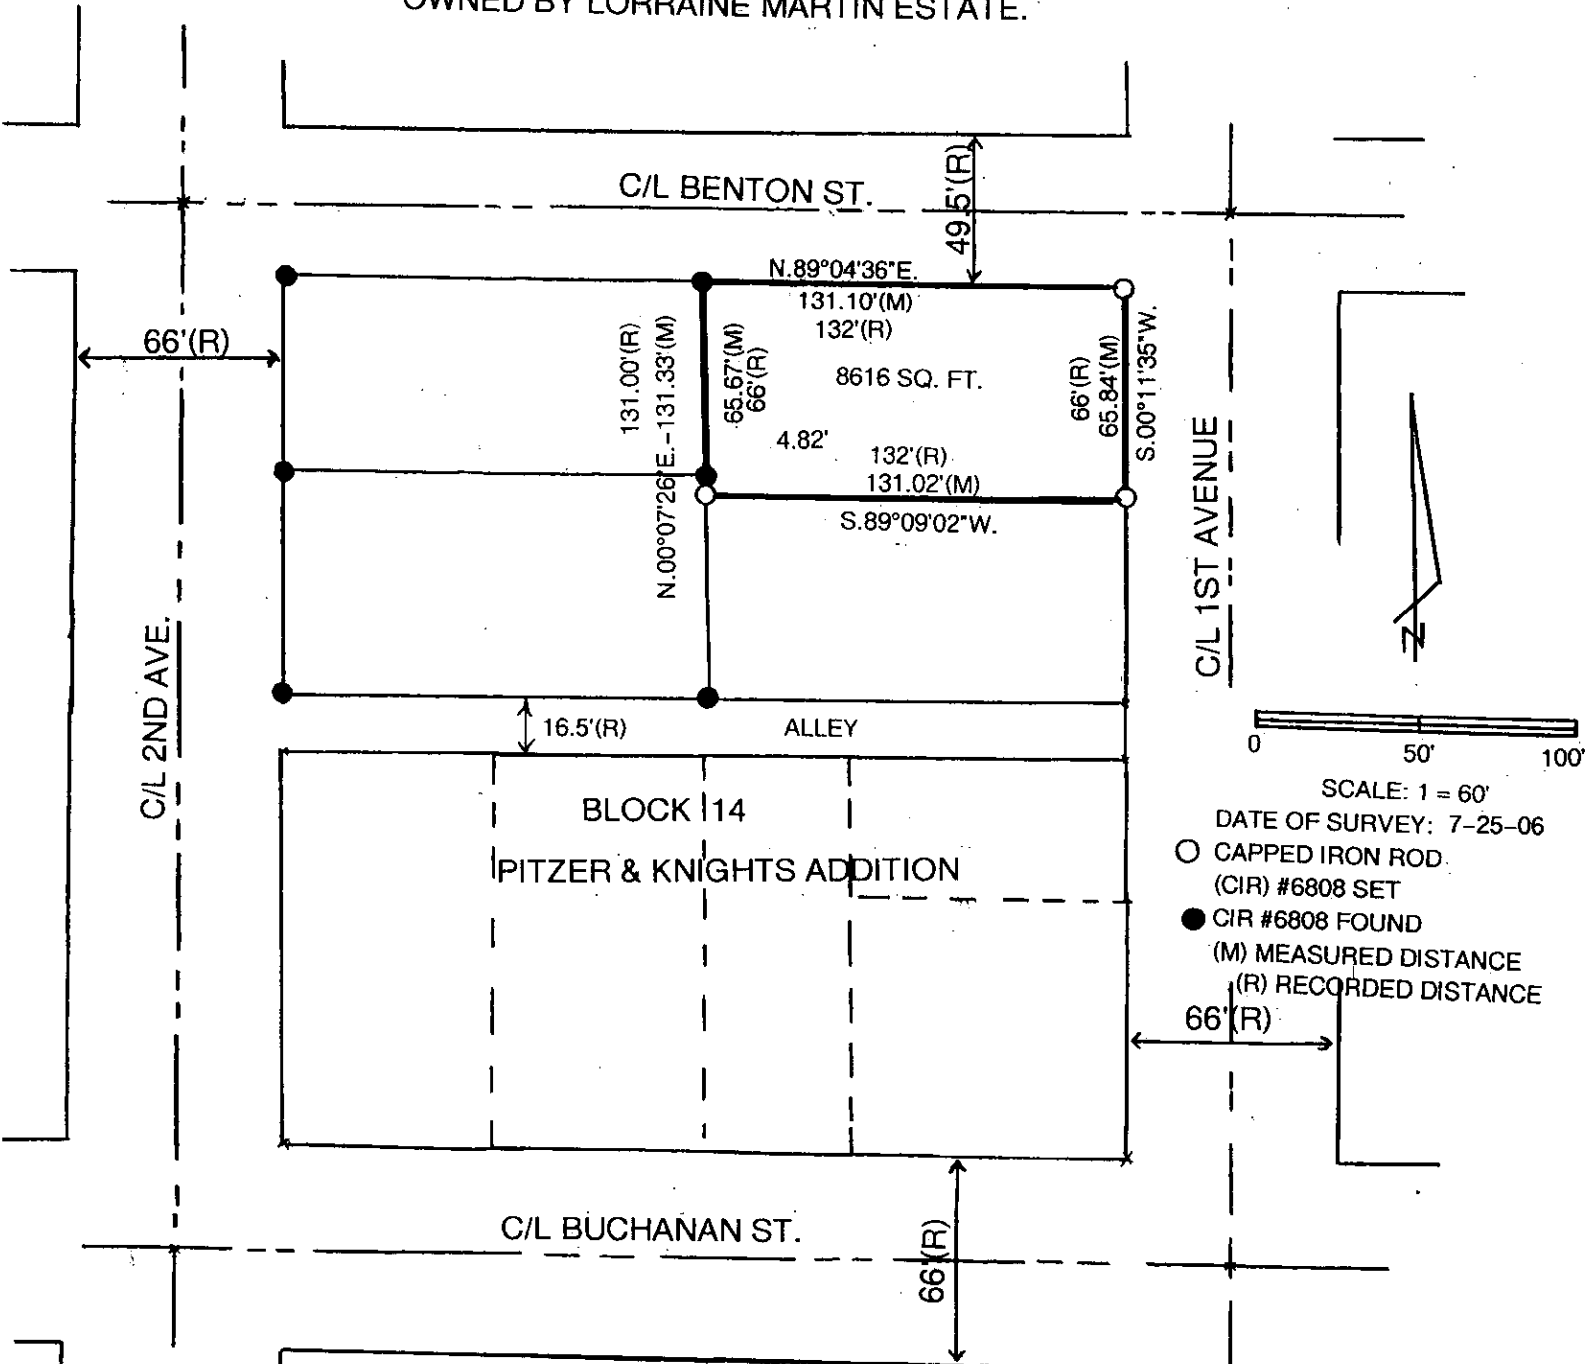 OWNED BY LORRAINE MARTIN ESTATE.
C/L BENTON ST.
49.5'(R)
N.89°04'36"E.
131.10'(M)
132'(R)
66'(R)
131.00'(R)
N.00°07'26"E.-131.33'(M)
65.67'(M)
66'(R)
8616 SQ. FT.
66'(R)
65.84'(M)
S.00°11'35"W.
4.82'
132'(R)
131.02'(M)
S.89°09'02"W.
C/L 1ST AVENUE
N
C/L 2ND AVE.
16.5'(R)
ALLEY
0 50' 100'
SCALE: 1 = 60'
DATE OF SURVEY: 7-25-06
CAPPED IRON ROD
(CIR) #6808 SET
CIR #6808 FOUND
(M) MEASURED DISTANCE
(R) RECORDED DISTANCE
BLOCK 14
PITZER & KNIGHTS ADDITION
66'(R)
C/L BUCHANAN ST.
66'(R)